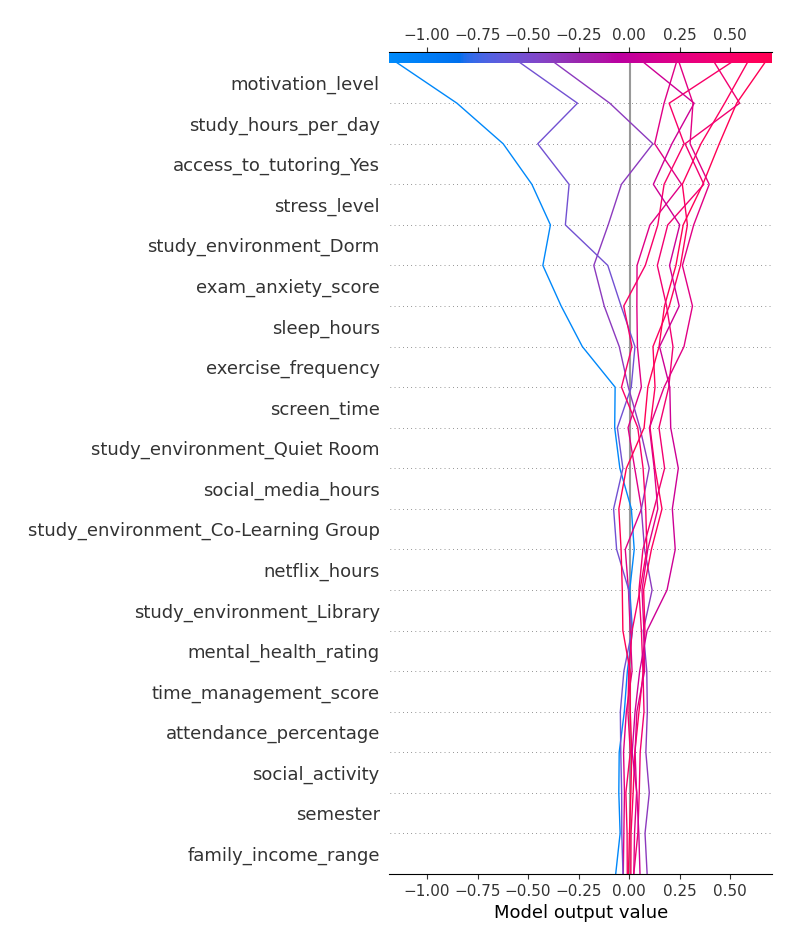 −1.00 −0.75 −0.50 −0.25 0.00 0.25 0.50
motivation_level
study_hours_per_day
access_to_tutoring_Yes
stress_level
study_environment_Dorm
exam_anxiety_score
sleep_hours
exercise_frequency
screen_time
study_environment_Quiet Room
social_media_hours
study_environment_Co-Learning Group
netflix_hours
study_environment_Library
mental_health_rating
time_management_score
attendance_percentage
social_activity
semester
family_income_range
−1.00 −0.75 −0.50 −0.25 0.00 0.25 0.50
Model output value